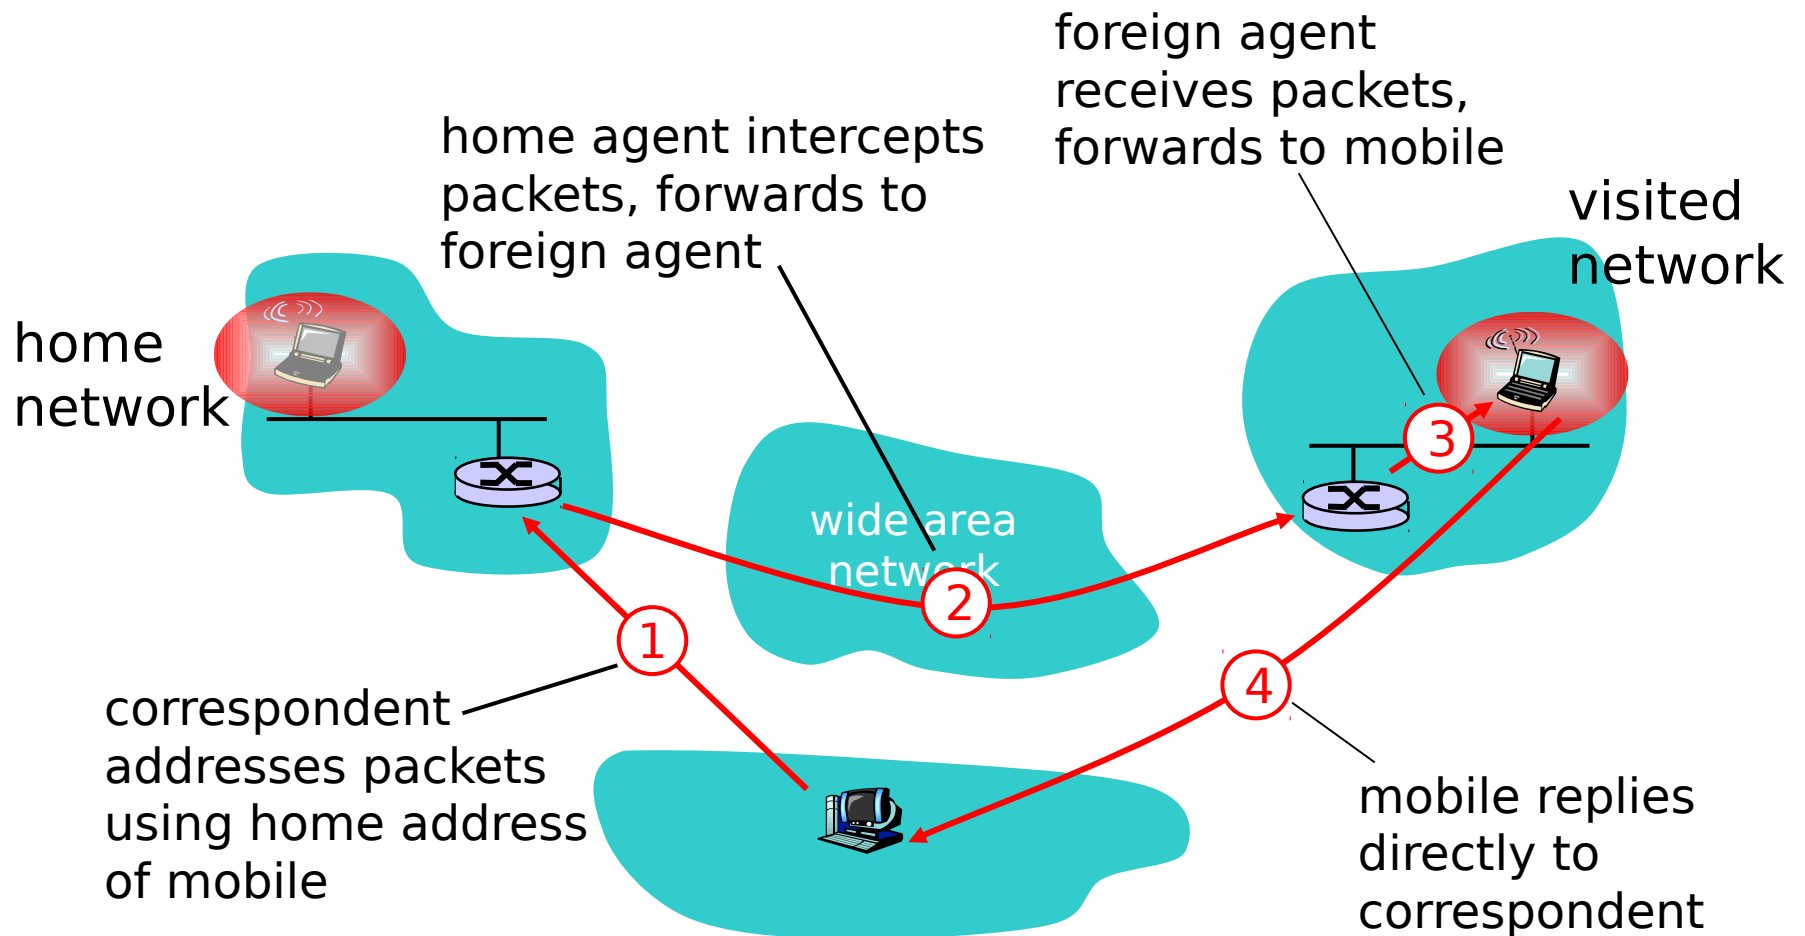 foreign agent
receives packets,
forwards to mobile
home agent intercepts
packets, forwards to
foreign agent
visited
network
home
network
wide area
network
3
2
1
4
correspondent
addresses packets
using home address
of mobile
mobile replies
directly to
correspondent